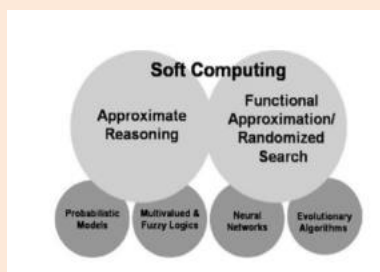 Soft Computing
Approximate
Reasoning
Functional
Approximation/
Randomized
Search
Probabilistic
Models
Multivalued &
Fuzzy Logics
Neural
Networks
Evolutionary
Algorithms